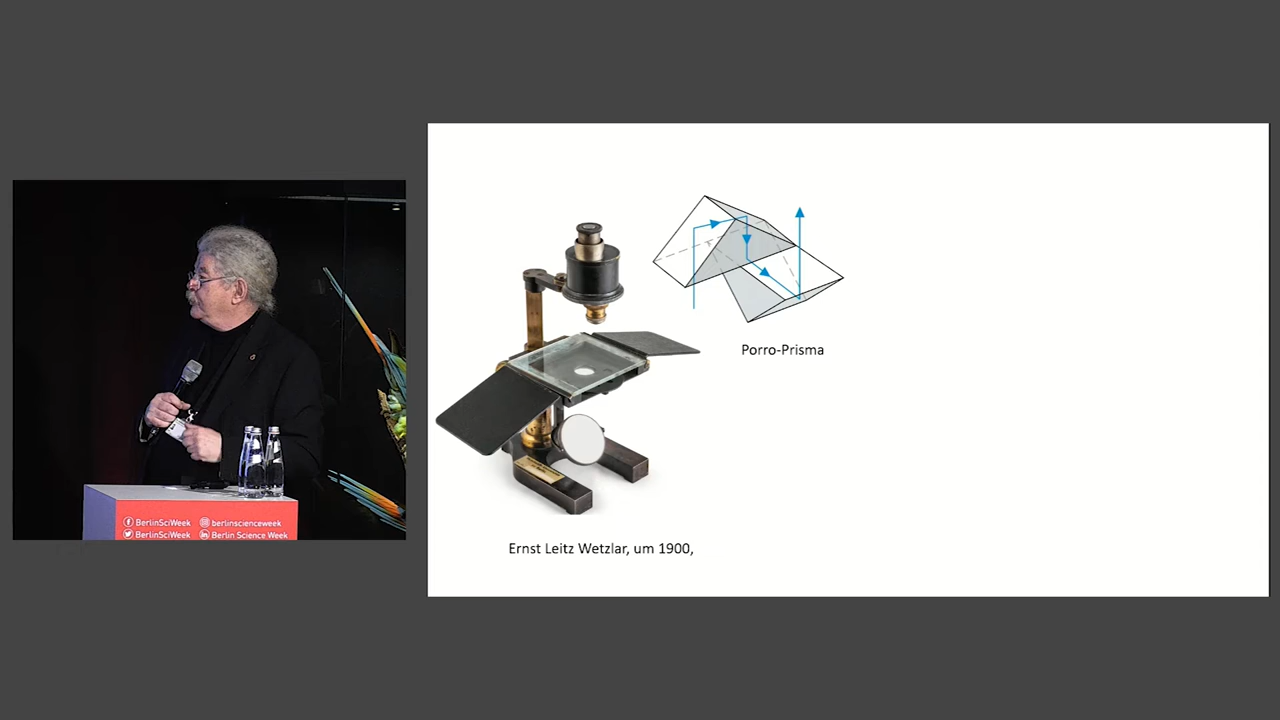 Porro-Prisma
Ernst Leitz Wetzlar, um 1900,
BerlinSciWeek berlinscienceweek
BerlinSciWeek Berlin Science Week